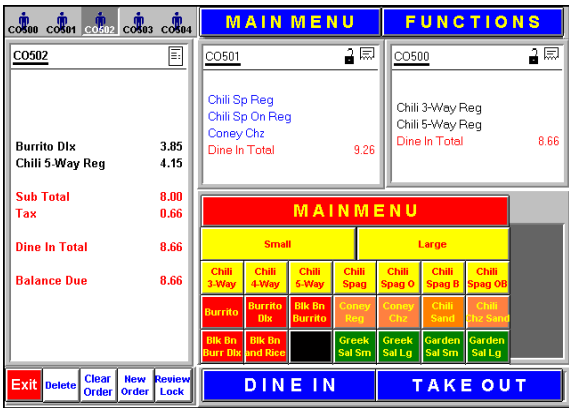 CO500 CO501 CO502 CO503 CO504
MAIN MENU
FUNCTIONS
CO502
Burrito Dlx 3.85
Chili 5-Way Reg 4.15
Sub Total 8.00
Tax 0.66
Dine In Total 8.66
Balance Due 8.66
CO501
Chili Sp Reg
Chili Sp On Reg
Coney Chz
Dine In Total 9.26
CO500
Chili 3-Way Reg
Chili 5-Way Reg
Dine In Total 8.66
MAINMENU
Small Large
Chili 3-Way
Chili 4-Way
Chili 5-Way
Chili Spag
Chili Spag O
Chili Spag B
Chili Spag OB
Burrito
Burrito Dlx
Blk Bn Burrito
Coney Reg
Coney Chz
Chili Sand
Chili Chz Sand
Blk Bn Burr Dlx
Blk Bn and Rice
Greek Sal Sm
Greek Sal Lg
Garden Sal Sm
Garden Sal Lg
Exit
Delete
Clear Order
New Order
Review Lock
DINE IN
TAKE OUT